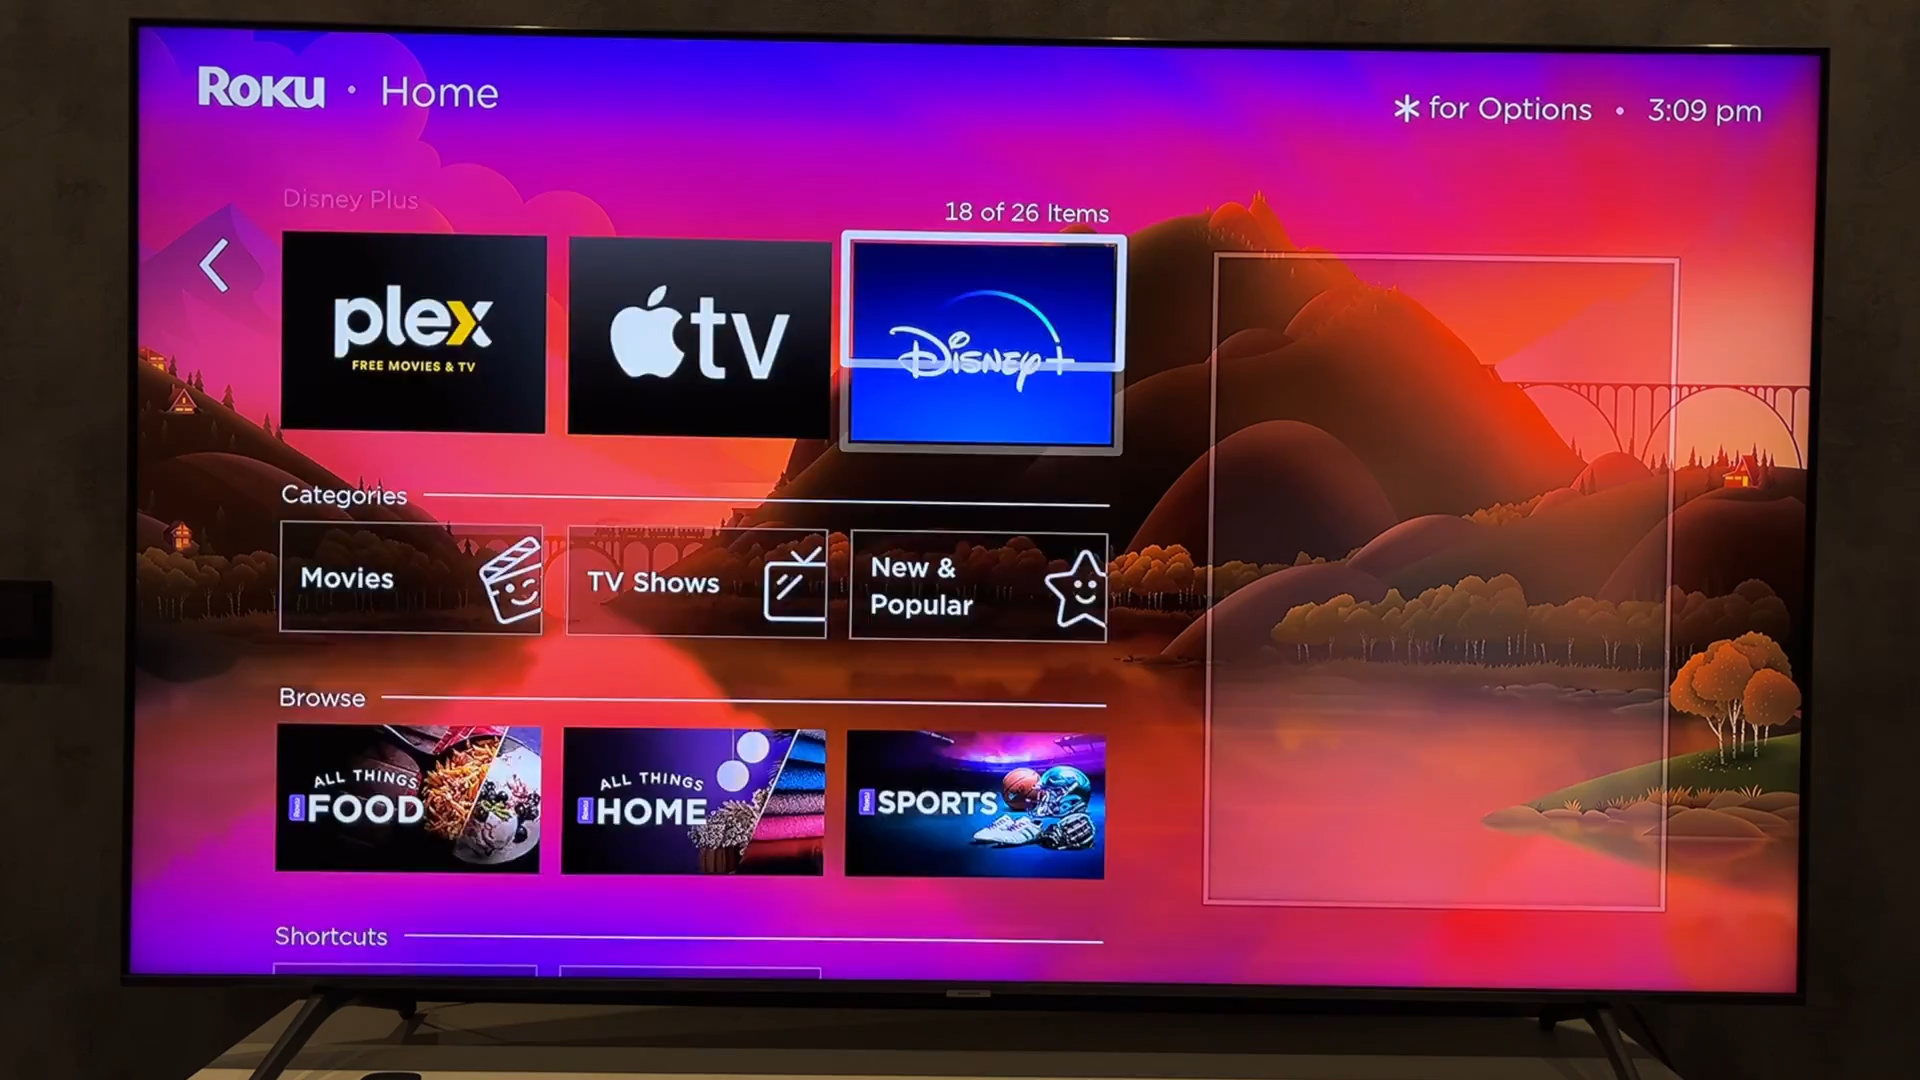 Roku • Home
* for Options • 3:09 pm
Disney Plus
18 of 26 Items
plex
FREE MOVIES & TV
tv
Disney+
Categories
Movies
TV Shows
New &
Popular
Browse
ALL THINGS
FOOD
ALL THINGS
HOME
Roku SPORTS
Shortcuts